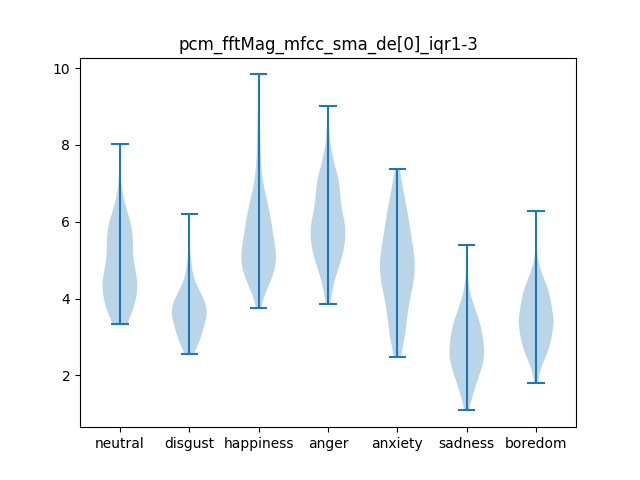 pcm_fftMag_mfcc_sma_de[0]_iqr1-3
10
8
6
4
2
neutral disgust happiness anger anxiety sadness boredom